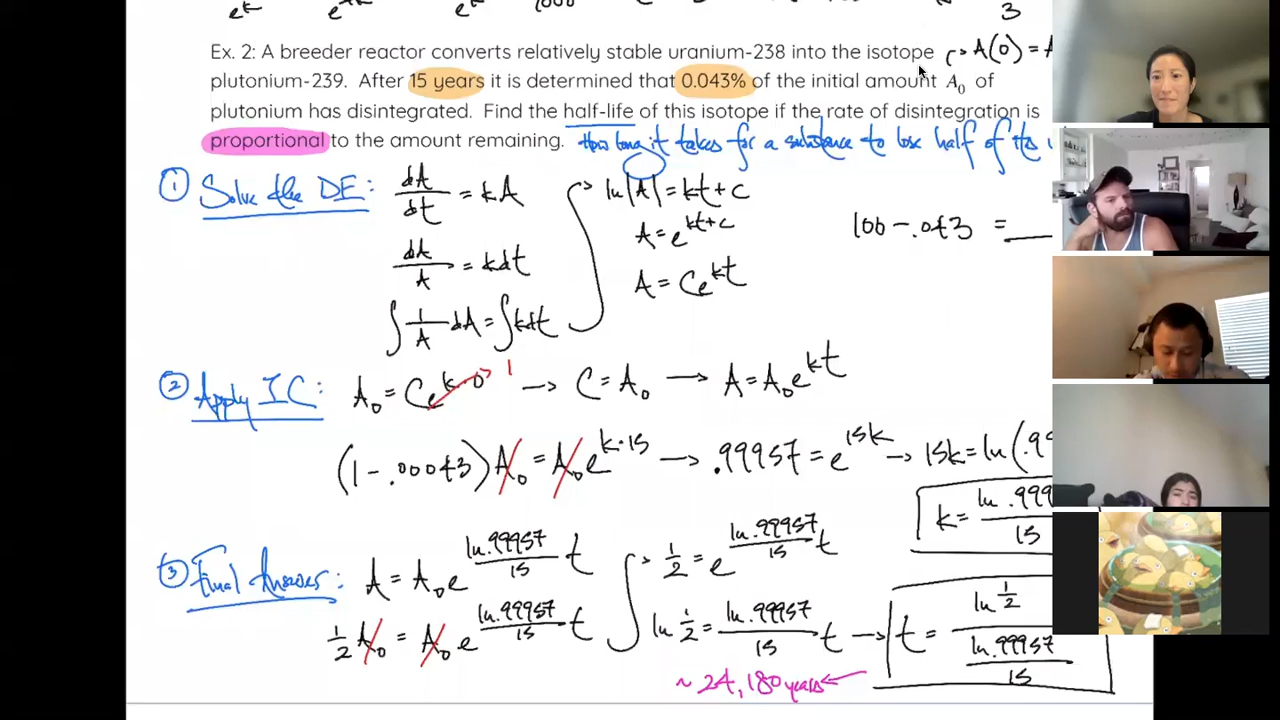 e^k e^4k e^k 1000 3
Ex. 2: A breeder reactor converts relatively stable uranium-238 into the isotope → A(0) = A
plutonium-239. After 15 years it is determined that 0.043% of the initial amount A₀ of
plutonium has disintegrated. Find the half-life of this isotope if the rate of disintegration is
proportional to the amount remaining. How long it takes for a substance to lose half of its
① Solve the DE: dA/dt = kA
ln|A| = kt + c
100 - .043 = __
A = e^(kt+c)
dA/A = kdt
A = Ce^(kt)
∫ 1/A dA = ∫ kdt
② Apply IC: A₀ = Ce^(k·0) → 1 → C = A₀ → A = A₀e^(kt)
(1 - .00043)A₀ = A₀e^(k·15) → .99957 = e^(15k) → 15k = ln(.99
k = ln .999 / 15
③ Final Answer: A = A₀e^(ln .99957 / 15 t)
1/2 = e^(ln .99957 / 15 t)
1/2 A₀ = A₀e^(ln .99957 / 15 t)
ln 1/2 = ln .99957 / 15 t → t = ln 1/2 / (ln .99957 / 15)
~ 24,180 years ←